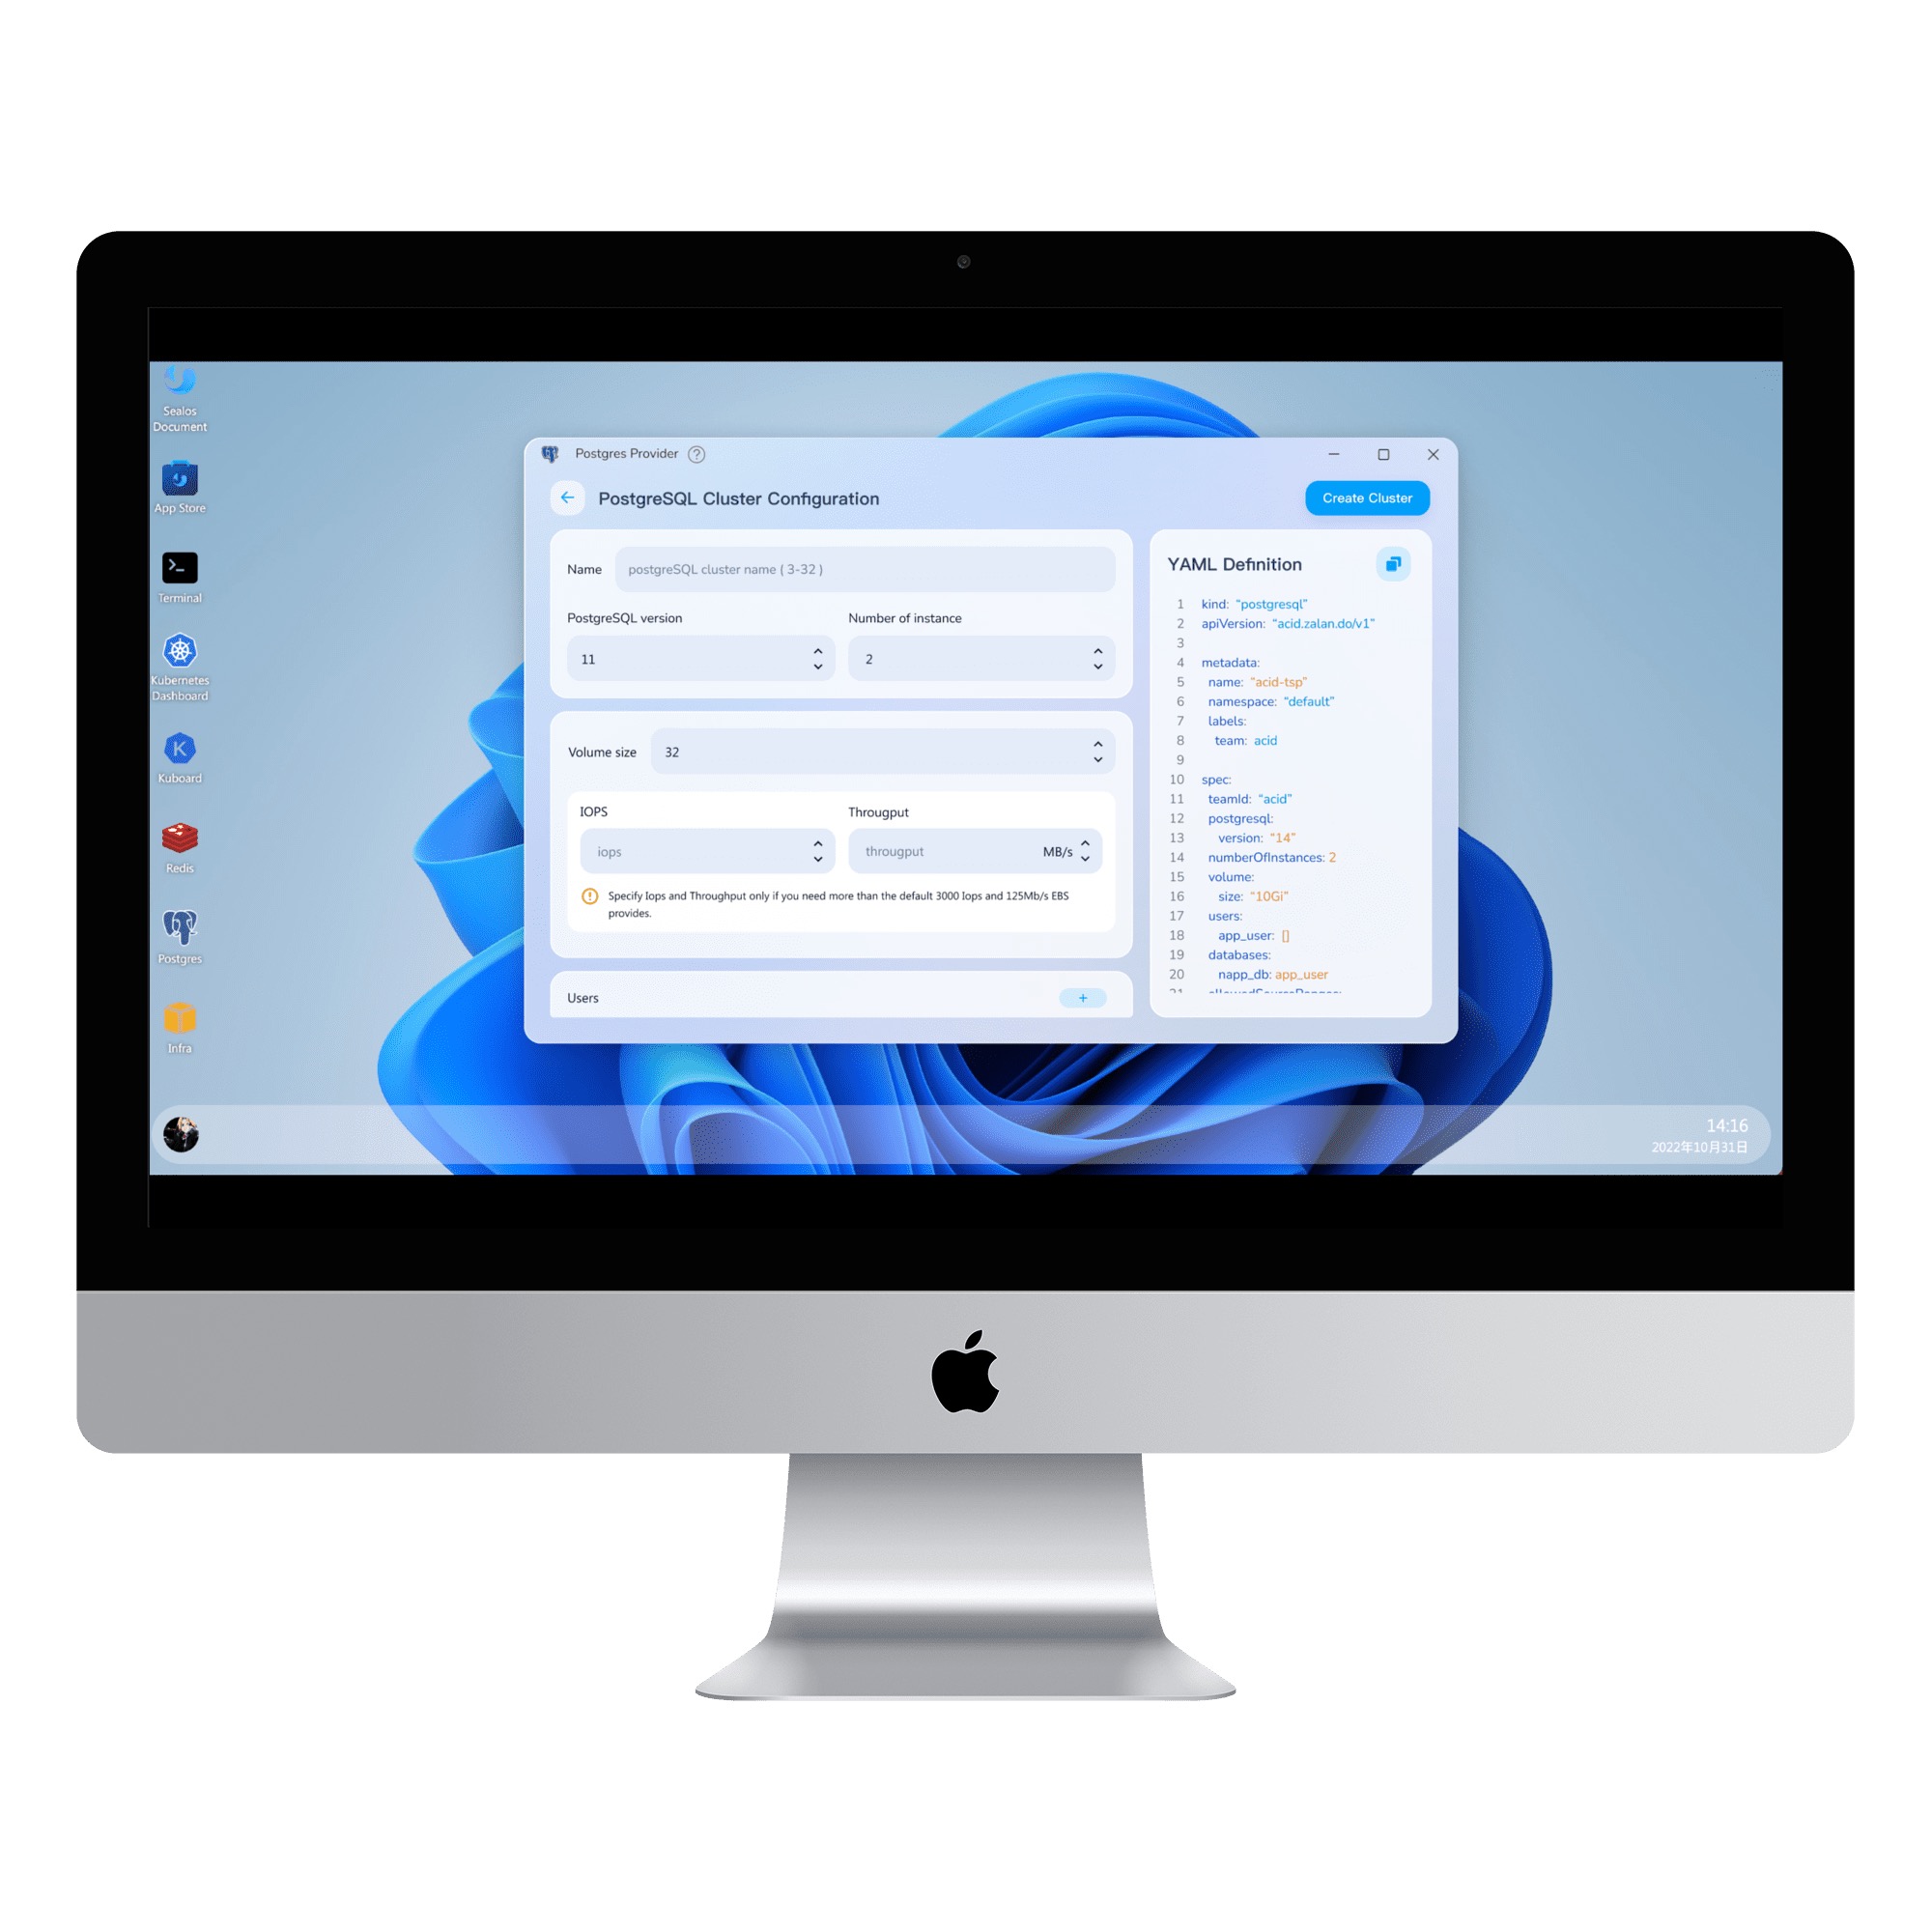 Sealos
Document
App Store
Terminal
Kubernetes
Dashboard
Kuboard
Redis
Postgres
Infra
Postgres Provider ?
PostgreSQL Cluster Configuration
Create Cluster
Name postgreSQL cluster name ( 3-32 )
PostgreSQL version Number of instance
11 2
Volume size 32
IOPS Througput
iops througput MB/s
Specify Iops and Throughput only if you need more than the default 3000 Iops and 125Mb/s EBS
provides.
Users +
YAML Definition
1 kind: “postgresql”
2 apiVersion: “acid.zalan.do/v1”
3
4 metadata:
5 name: “acid-tsp”
6 namespace: “default”
7 labels:
8 team: acid
9
10 spec:
11 teamId: “acid”
12 postgresql:
13 version: “14”
14 numberOfInstances: 2
15 volume:
16 size: “10Gi”
17 users:
18 app_user: []
19 databases:
20 napp_db: app_user
14:16
2022年10月31日